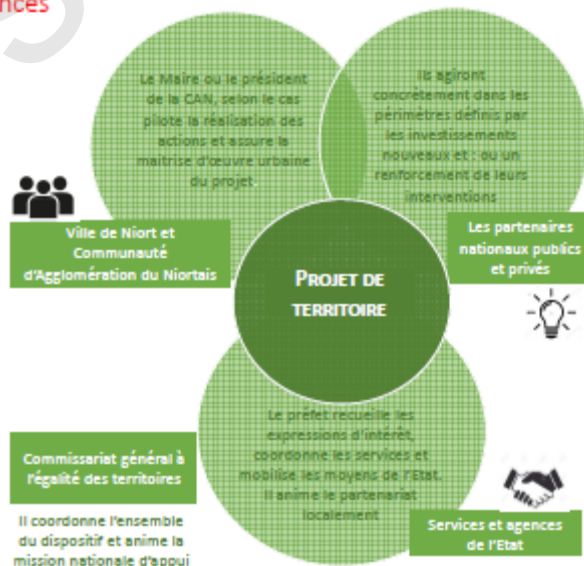 Le Maire ou le président
de la CAN, selon le cas
pilote la réalisation des
actions et assure la
maitrise d'œuvre urbaine
du projet
Ils agiront
concrètement dans les
périmètres définis par
les investissements
nouveaux et : ou un
renforcement de leurs
interventions
Ville de Niort et
Communauté
d'Agglomération du Niortais
Les partenaires
nationaux publics
et privés
PROJET DE
TERRITOIRE
Le préfet recueille les
expressions d'intérêt,
coordonne les services et
mobilise les moyens de l'Etat.
Il anime le partenariat
localement
Commissariat général à
l'égalité des territoires
Il coordonne l'ensemble
du dispositif et anime la
mission nationale d'appui
Services et agences
de l'Etat